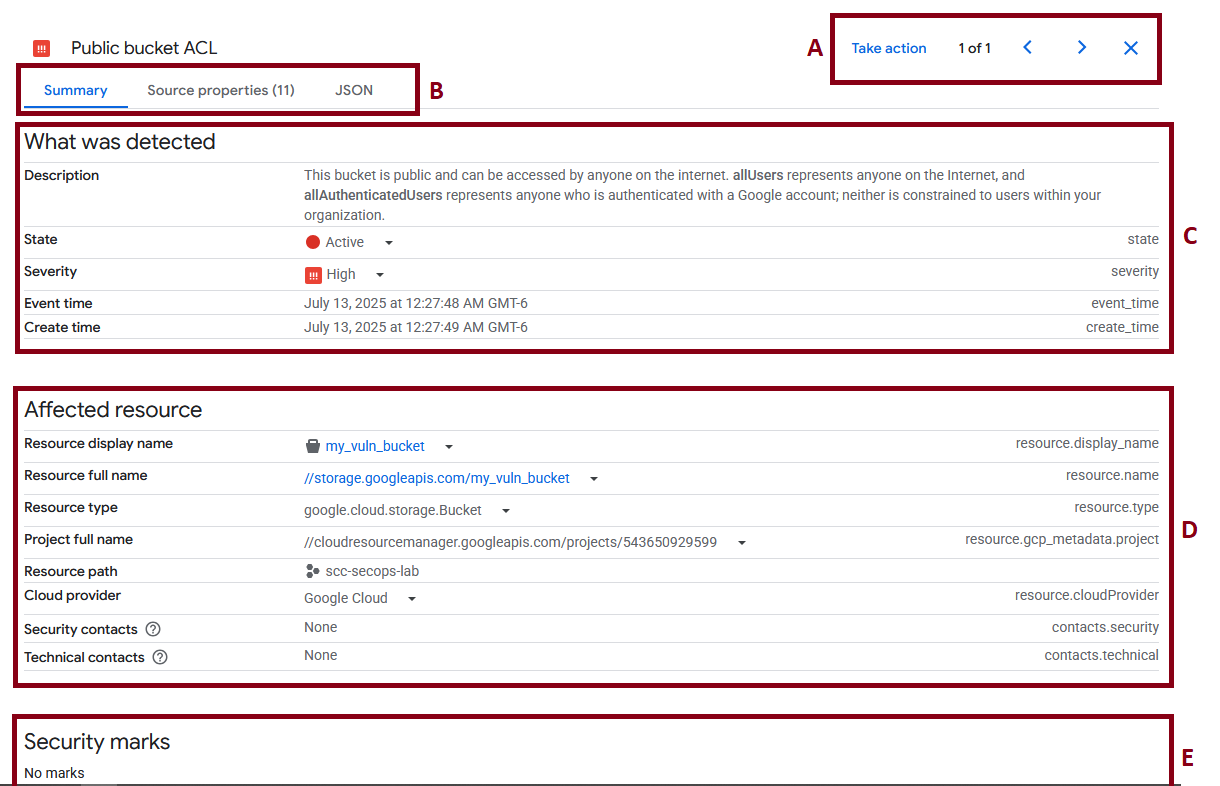 Public bucket ACL
A
Take action 1 of 1
Summary Source properties (11) JSON
B
What was detected
Description This bucket is public and can be accessed by anyone on the internet. allUsers represents anyone on the Internet, and
allAuthenticatedUsers represents anyone who is authenticated with a Google account; neither is constrained to users within your
organization.
State Active state
C
Severity !!! High severity
Event time July 13, 2025 at 12:27:48 AM GMT-6 event_time
Create time July 13, 2025 at 12:27:49 AM GMT-6 create_time
Affected resource
Resource display name my_vuln_bucket resource.display_name
Resource full name //storage.googleapis.com/my_vuln_bucket resource.name
Resource type google.cloud.storage.Bucket resource.type
D
Project full name //cloudresourcemanager.googleapis.com/projects/543650929599 resource.gcp_metadata.project
Resource path scc-secops-lab
Cloud provider Google Cloud resource.cloudProvider
Security contacts ? None contacts.security
Technical contacts ? None contacts.technical
Security marks
E
No marks